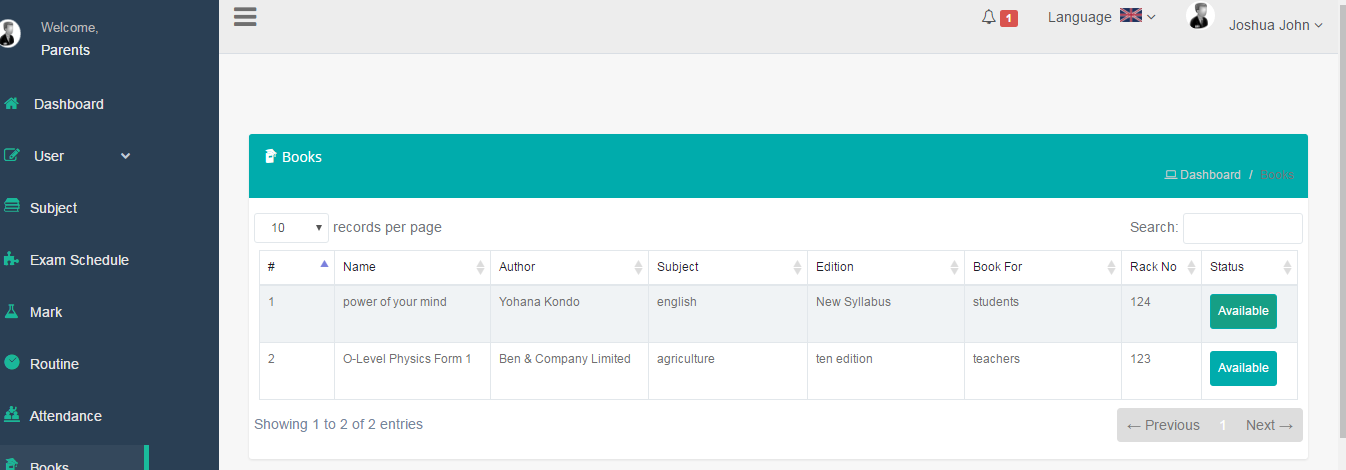 Welcome,
Parents
Dashboard
User
Subject
Exam Schedule
Mark
Routine
Attendance
Books
1 Language Joshua John
Books
Dashboard / Books
10 records per page Search:
# Name Author Subject Edition Book For Rack No Status
1 power of your mind Yohana Kondo english New Syllabus students 124 Available
2 O-Level Physics Form 1 Ben & Company Limited agriculture ten edition teachers 123 Available
Showing 1 to 2 of 2 entries ← Previous 1 Next →